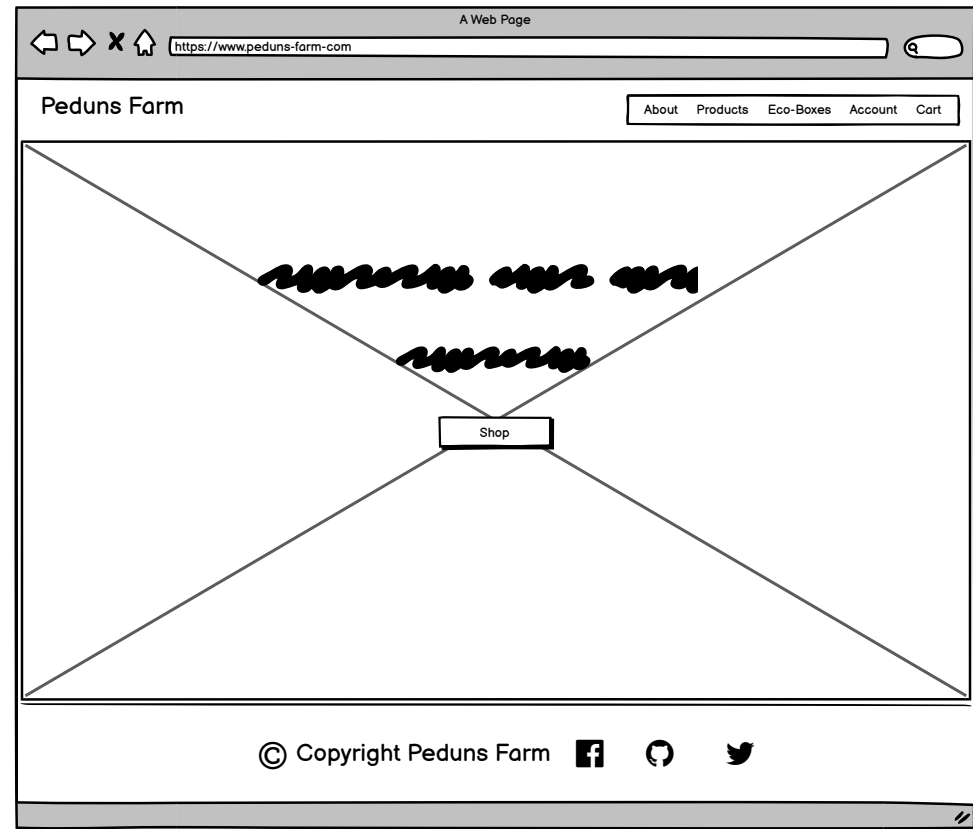 A Web Page
https://www.peduns-farm-com
Peduns Farm
About Products Eco-Boxes Account Cart
Shop
© Copyright Peduns Farm